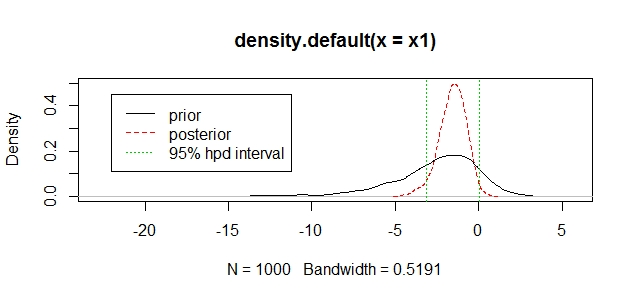 density.default(x = x1)
Density
0.4
0.2
0.0
prior
posterior
95% hpd interval
-20 -15 -10 -5 0 5
N = 1000 Bandwidth = 0.5191